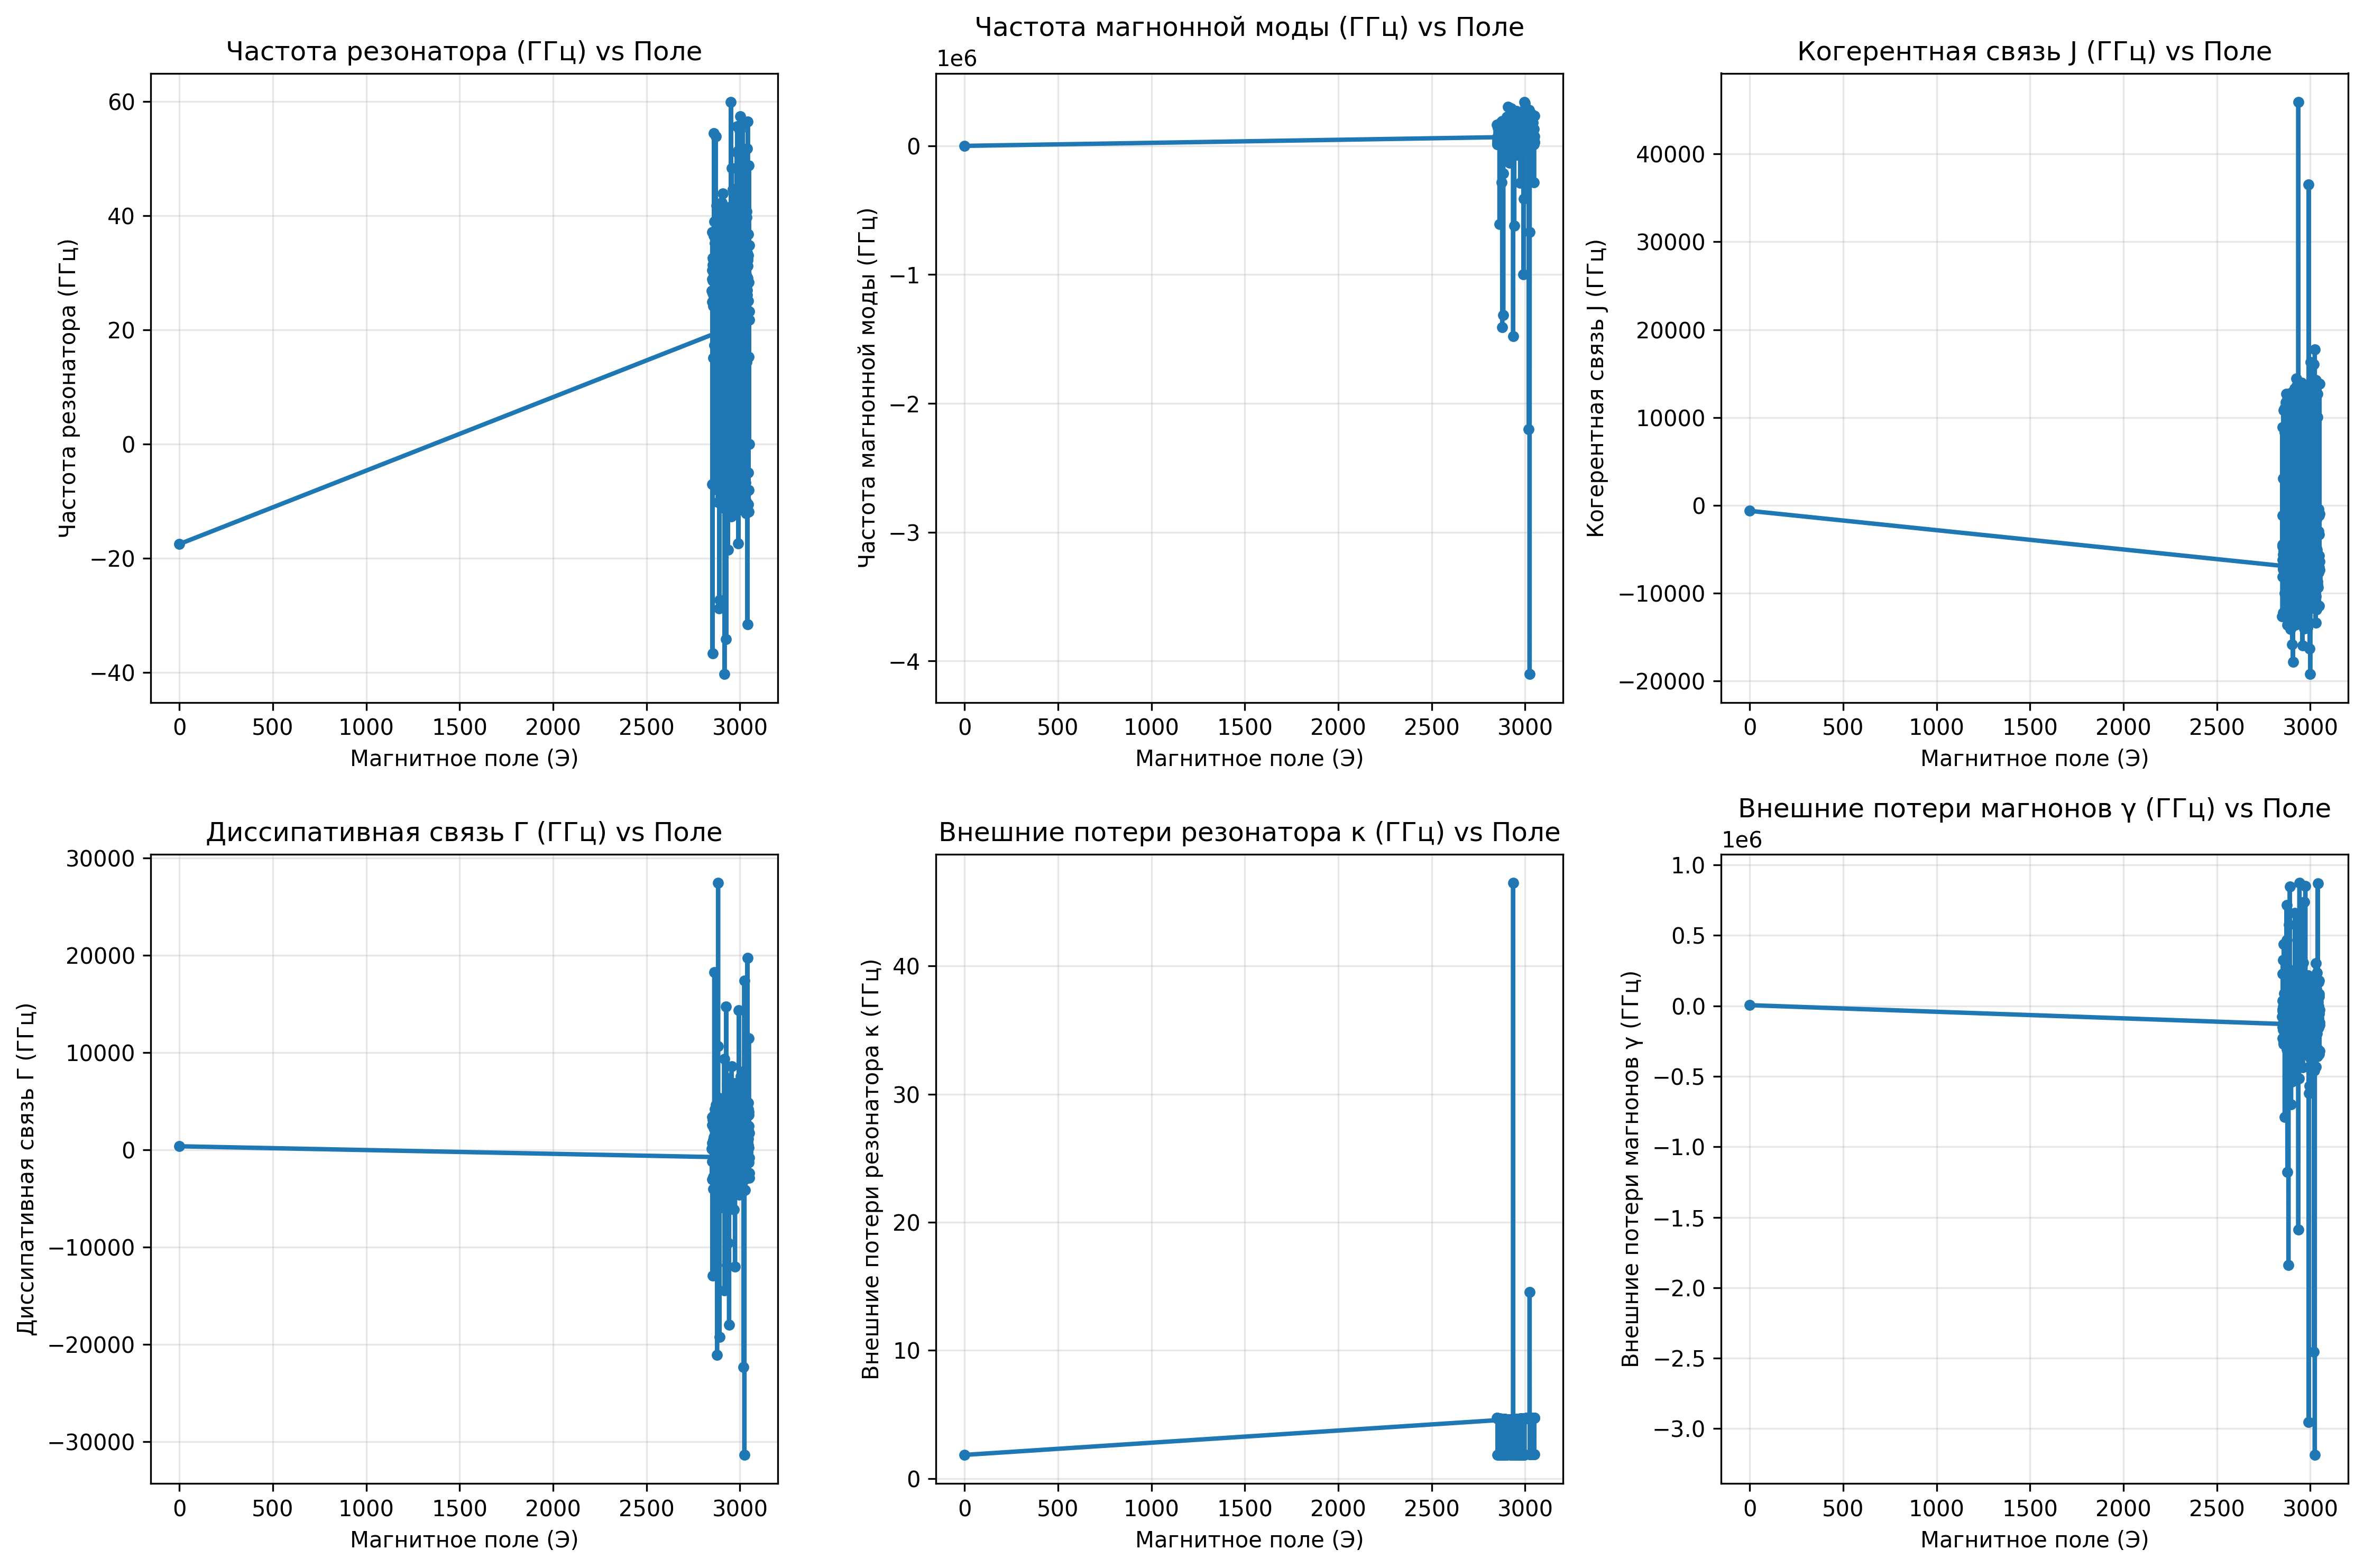 Частота резонатора (ГГц) vs Поле
Частота резонатора (ГГц)
60
40
20
0
−20
−40
0 500 1000 1500 2000 2500 3000
Магнитное поле (Э)
Частота магнонной моды (ГГц) vs Поле
1e6
Частота магнонной моды (ГГц)
0
−1
−2
−3
−4
0 500 1000 1500 2000 2500 3000
Магнитное поле (Э)
Когерентная связь J (ГГц) vs Поле
Когерентная связь J (ГГц)
40000
30000
20000
10000
0
−10000
−20000
0 500 1000 1500 2000 2500 3000
Магнитное поле (Э)
Диссипативная связь Γ (ГГц) vs Поле
Диссипативная связь Γ (ГГц)
30000
20000
10000
0
−10000
−20000
−30000
0 500 1000 1500 2000 2500 3000
Магнитное поле (Э)
Внешние потери резонатора κ (ГГц) vs Поле
Внешние потери резонатора κ (ГГц)
40
30
20
10
0
0 500 1000 1500 2000 2500 3000
Магнитное поле (Э)
Внешние потери магнонов γ (ГГц) vs Поле
1e6
Внешние потери магнонов γ (ГГц)
1.0
0.5
0.0
−0.5
−1.0
−1.5
−2.0
−2.5
−3.0
0 500 1000 1500 2000 2500 3000
Магнитное поле (Э)